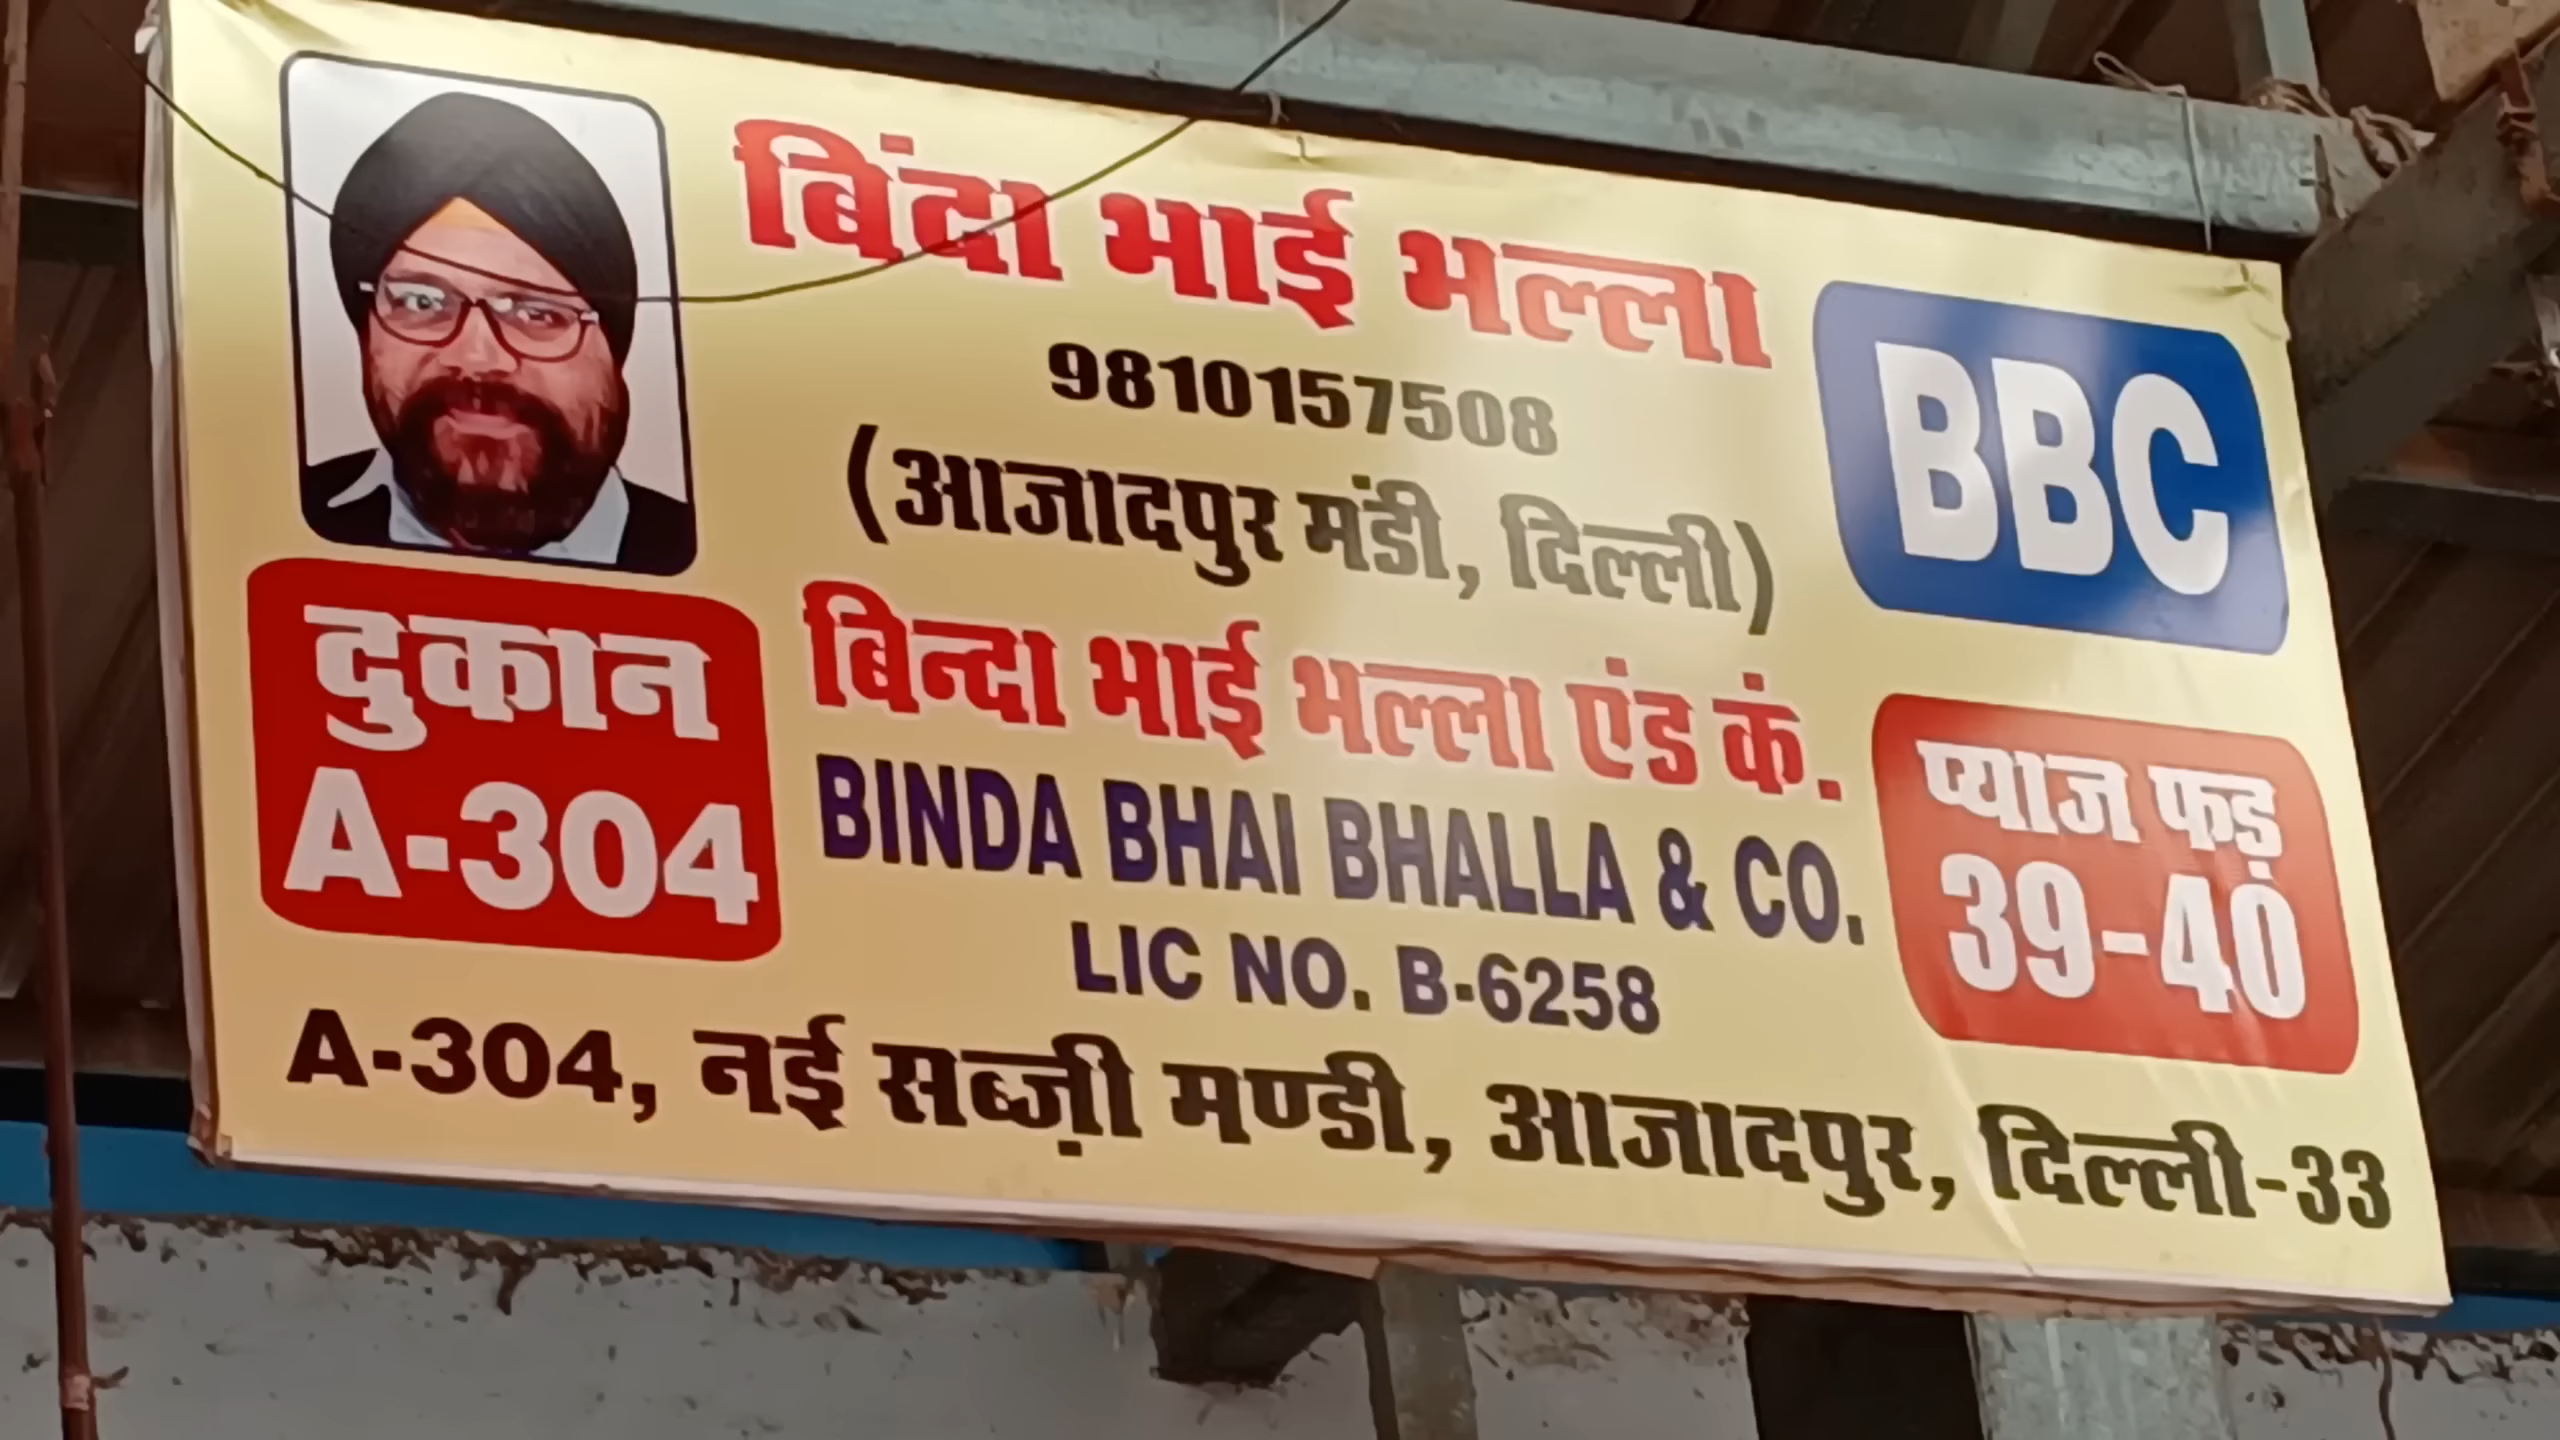 बिंदा भाई भल्ला
9810157508
(आजादपुर मंडी, दिल्ली)
BBC
दुकान
A-304
बिन्दा भाई भल्ला एंड कं.
BINDA BHAI BHALLA & CO.
LIC NO. B-6258
प्याज फड़
39-40
A-304, नई सब्ज़ी मण्डी, आजादपुर, दिल्ली-33